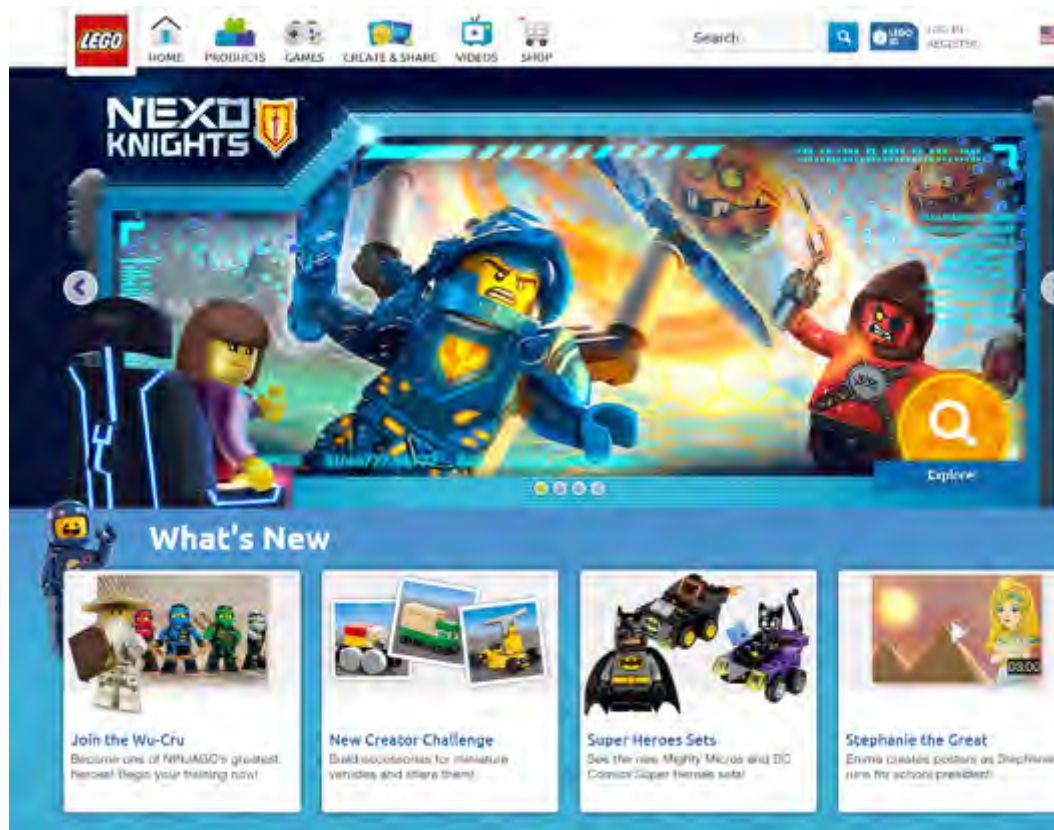 LEGO
HOME PRODUCTS GAMES CREATE & SHARE VIDEOS SHOP
Search
LEGO ID
LOG IN
REGISTER
NEXO
KNIGHTS
Explore!
What's New
03:00
Join the Wu-Cru
Become one of NINJAGO's greatest
heroes! Begin your training now!
New Creator Challenge
Build accessories for miniature
vehicles and share them!
Super Heroes Sets
See the new Mighty Micros and DC
Comics Super Heroes sets!
Stephanie the Great
Emma creates posters as Stephanie
runs for school president!